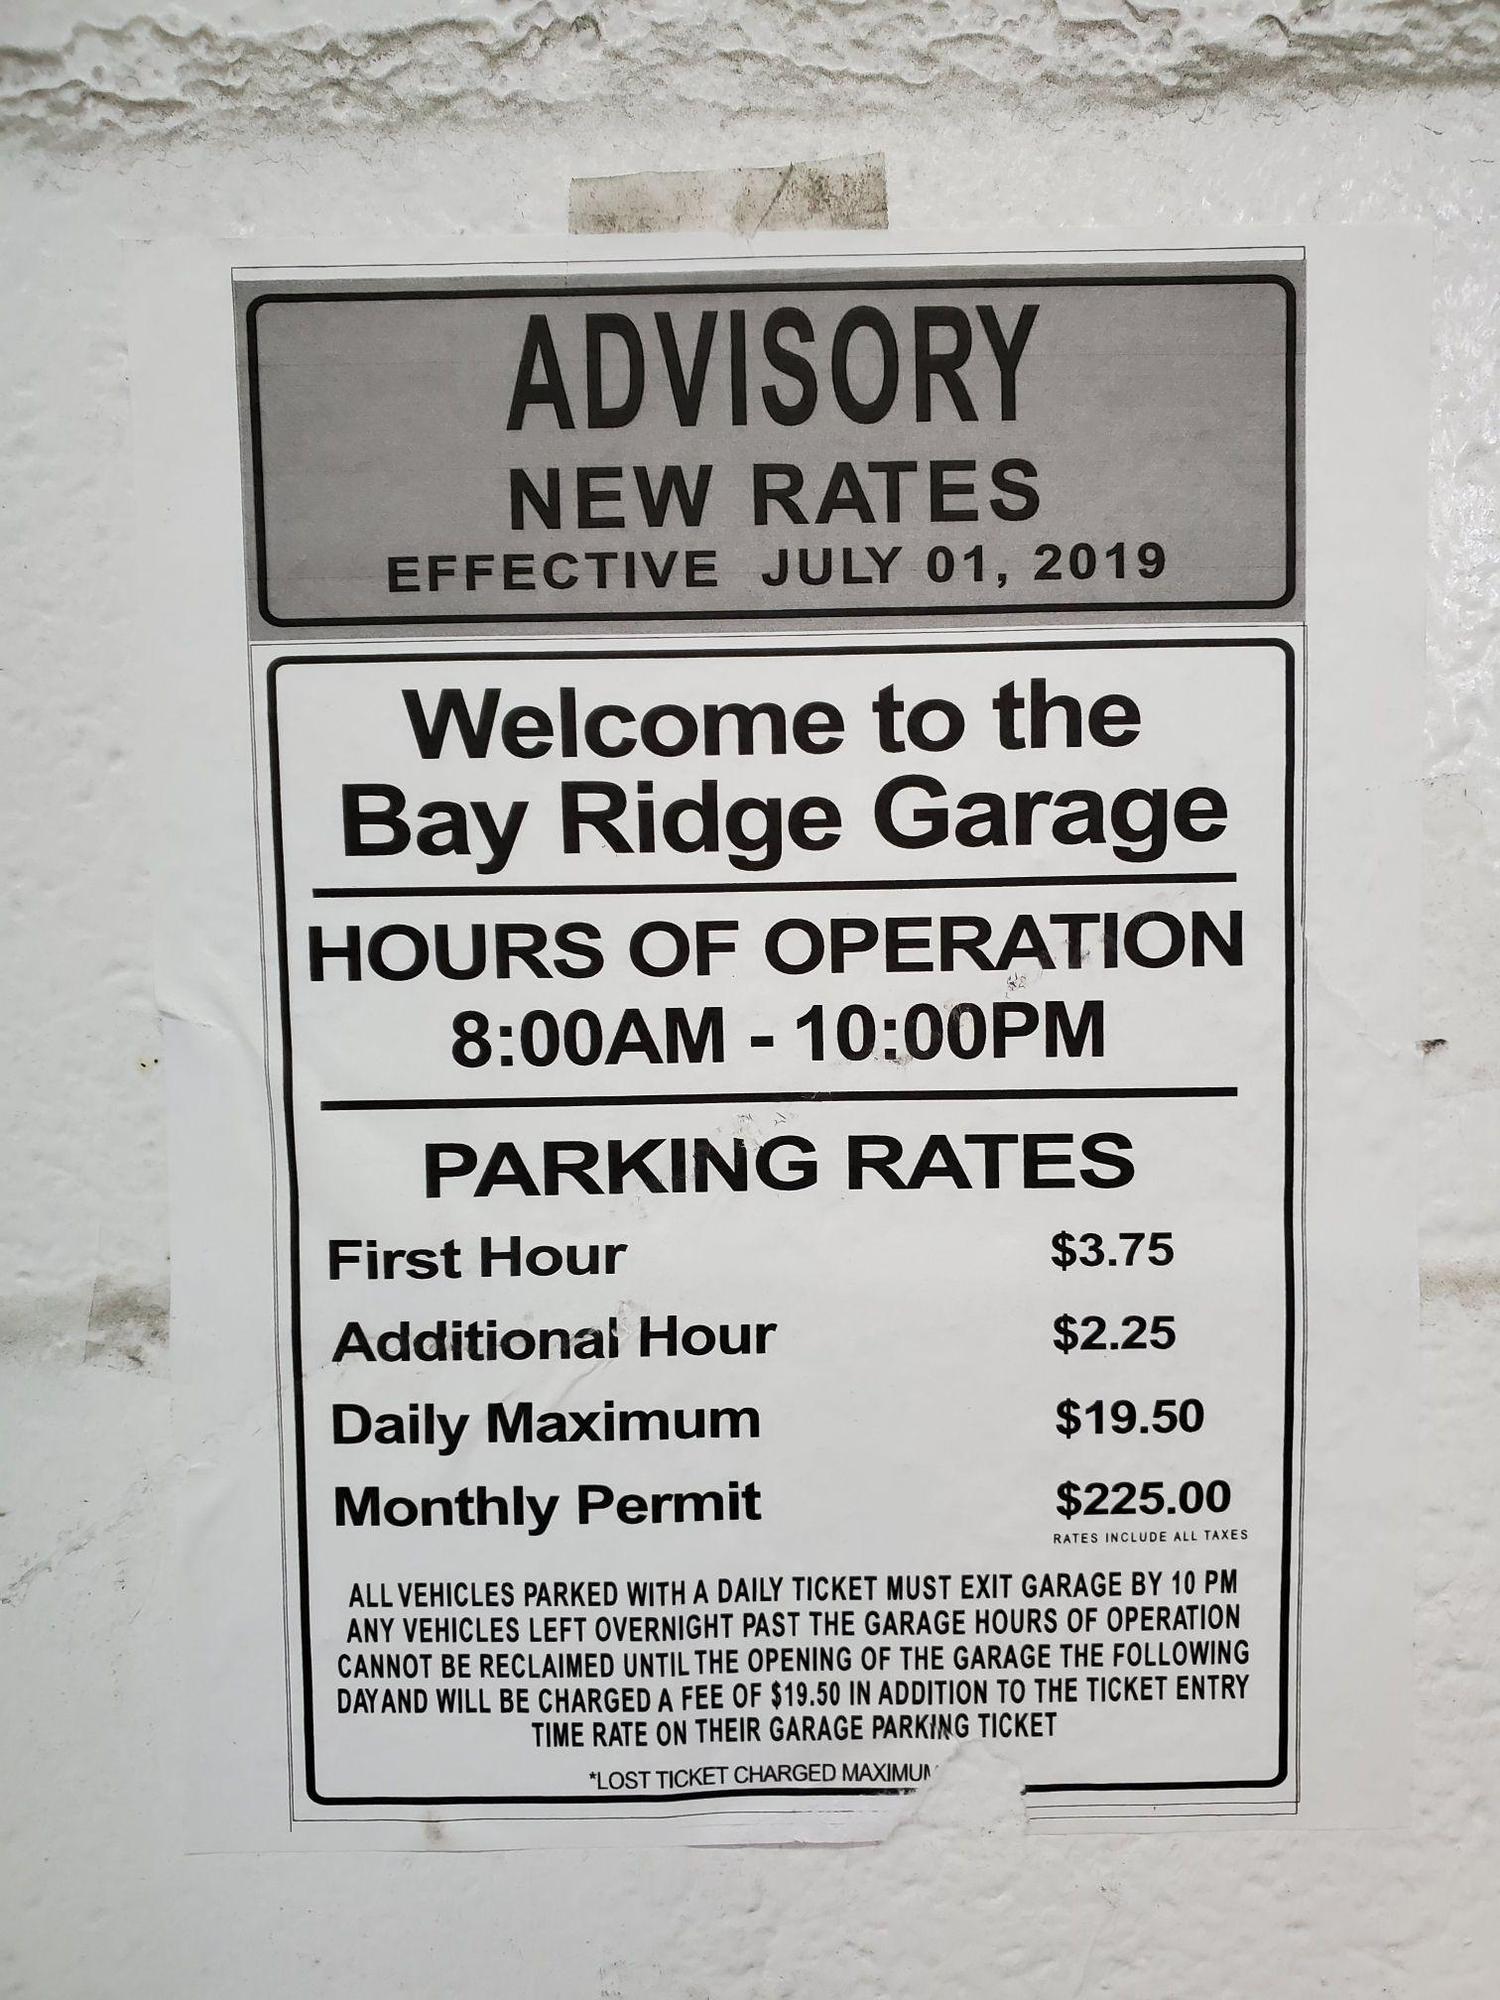 ADVISORY
NEW RATES
EFFECTIVE JULY 01, 2019
Welcome to the
Bay Ridge Garage
HOURS OF OPERATION
8:00AM - 10:00PM
PARKING RATES
First Hour $3.75
Additional Hour $2.25
Daily Maximum $19.50
Monthly Permit $225.00
RATES INCLUDE ALL TAXES
ALL VEHICLES PARKED WITH A DAILY TICKET MUST EXIT GARAGE BY 10 PM
ANY VEHICLES LEFT OVERNIGHT PAST THE GARAGE HOURS OF OPERATION
CANNOT BE RECLAIMED UNTIL THE OPENING OF THE GARAGE THE FOLLOWING
DAY AND WILL BE CHARGED A FEE OF $19.50 IN ADDITION TO THE TICKET ENTRY
TIME RATE ON THEIR GARAGE PARKING TICKET
*LOST TICKET CHARGED MAXIMUM